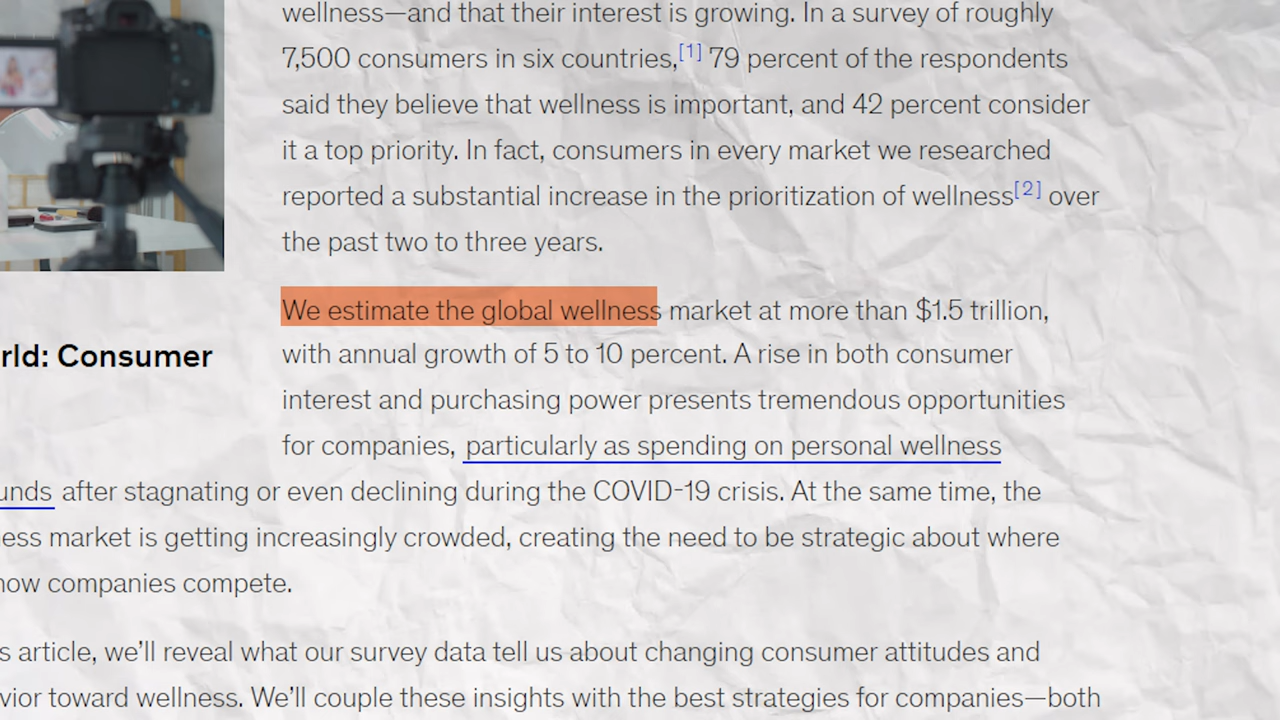 wellness—and that their interest is growing. In a survey of roughly
7,500 consumers in six countries,[1] 79 percent of the respondents
said they believe that wellness is important, and 42 percent consider
it a top priority. In fact, consumers in every market we researched
reported a substantial increase in the prioritization of wellness[2] over
the past two to three years.
We estimate the global wellness market at more than $1.5 trillion,
rld: Consumer
with annual growth of 5 to 10 percent. A rise in both consumer
interest and purchasing power presents tremendous opportunities
for companies, particularly as spending on personal wellness
unds after stagnating or even declining during the COVID-19 crisis. At the same time, the
ess market is getting increasingly crowded, creating the need to be strategic about where
now companies compete.
s article, we'll reveal what our survey data tell us about changing consumer attitudes and
vior toward wellness. We'll couple these insights with the best strategies for companies—both